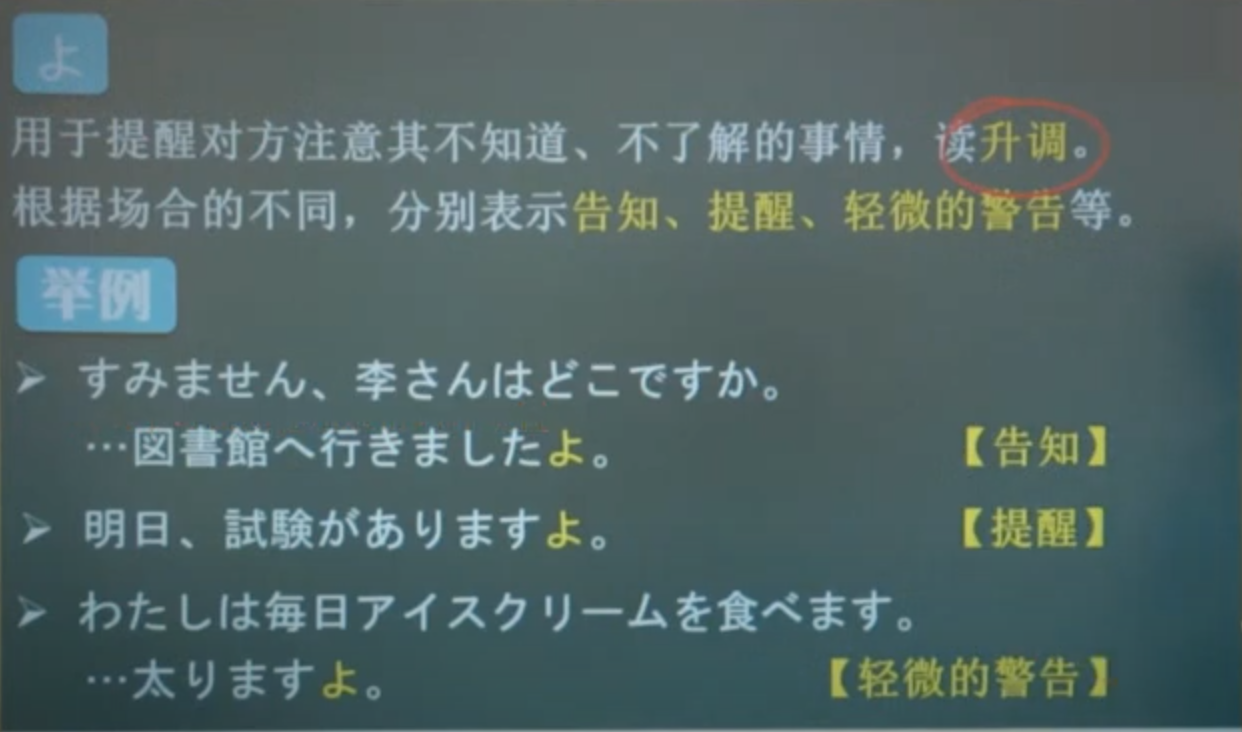 よ
用于提醒对方注意其不知道、不了解的事情，读升调。
根据场合的不同，分别表示告知、提醒、轻微的警告等。
举例
➢ すみません、李さんはどこですか。
…図書館へ行きましたよ。 【告知】
➢ 明日、試験がありますよ。 【提醒】
➢ わたしは毎日アイスクリームを食べます。
…太りますよ。 【轻微的警告】